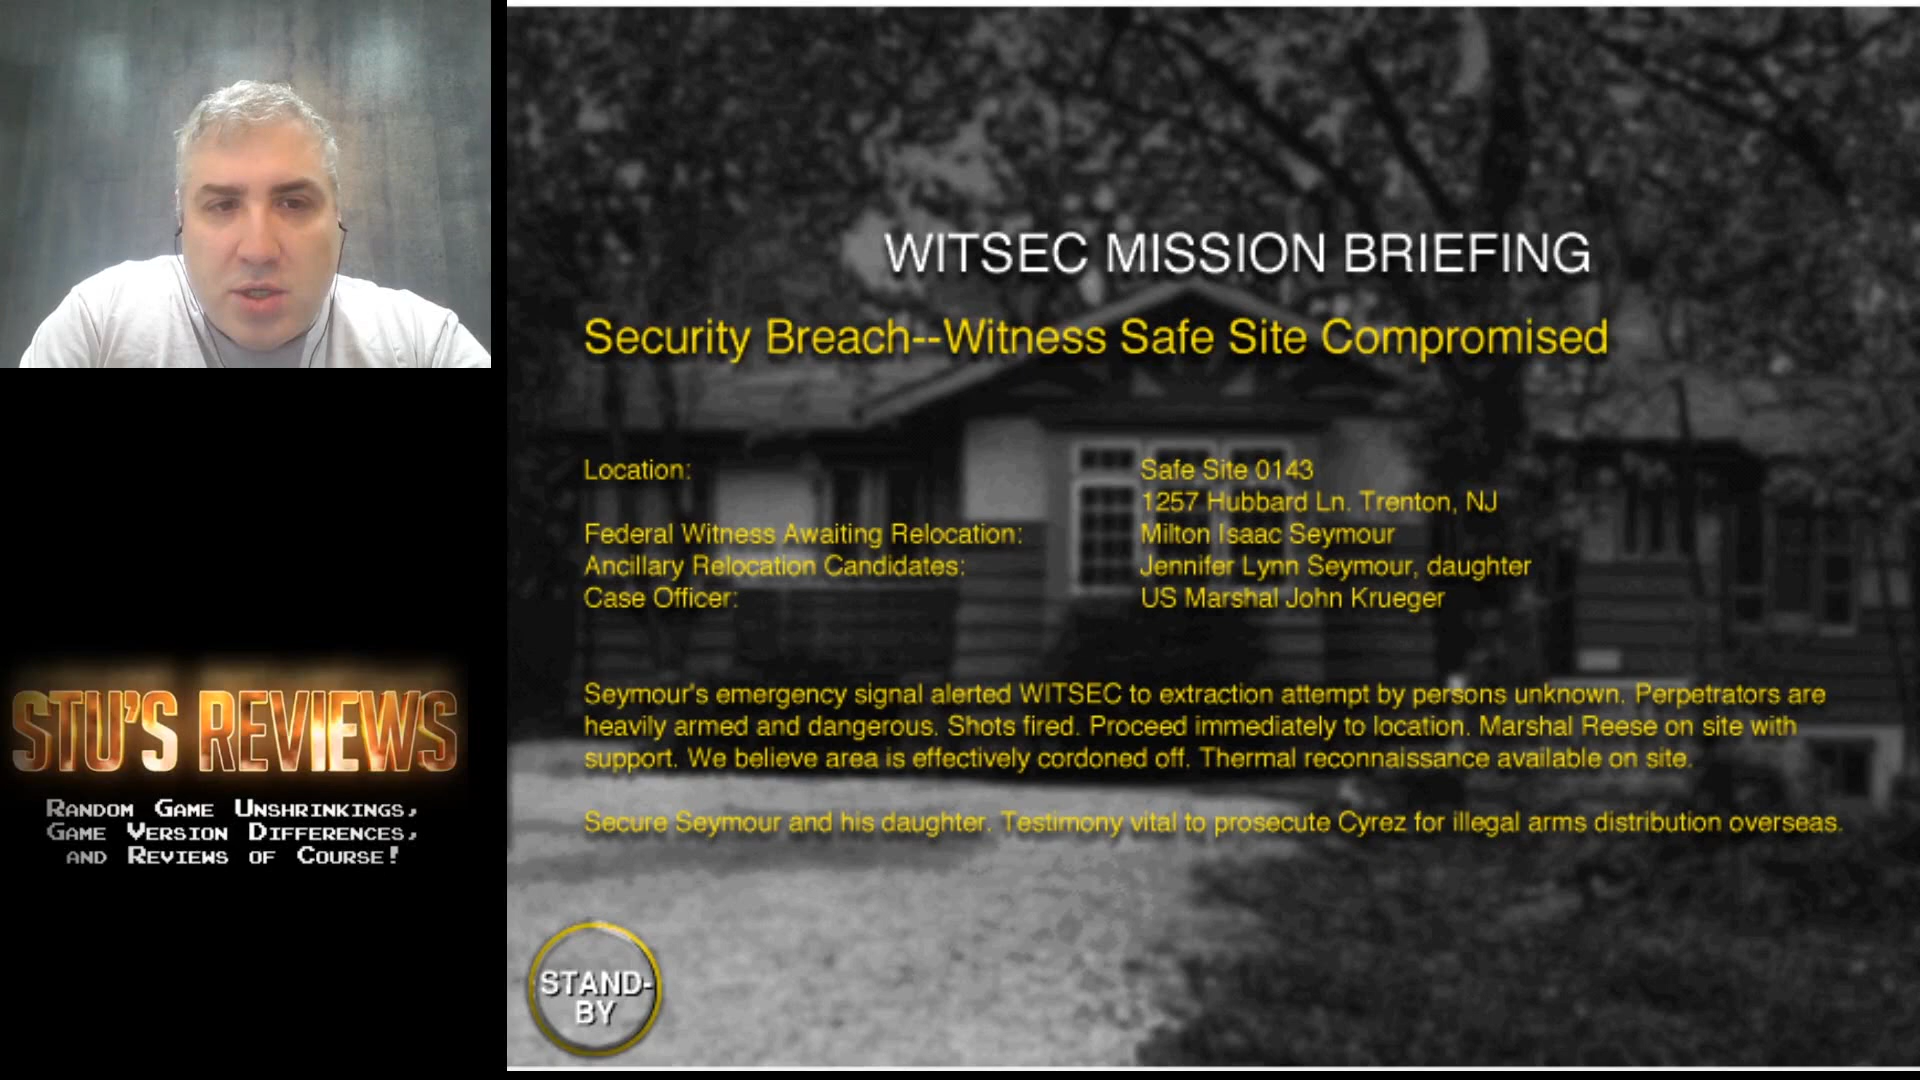 WITSEC MISSION BRIEFING
Security Breach--Witness Safe Site Compromised
Location: Safe Site 0143
1257 Hubbard Ln. Trenton, NJ
Federal Witness Awaiting Relocation: Milton Isaac Seymour
Ancillary Relocation Candidates: Jennifer Lynn Seymour, daughter
Case Officer: US Marshal John Krueger
Seymour's emergency signal alerted WITSEC to extraction attempt by persons unknown. Perpetrators are
heavily armed and dangerous. Shots fired. Proceed immediately to location. Marshal Reese on site with
support. We believe area is effectively cordoned off. Thermal reconnaissance available on site.
Secure Seymour and his daughter. Testimony vital to prosecute Cyrez for illegal arms distribution overseas.
STAND-
BY
STU'S REVIEWS
RANDOM GAME UNSHRINKINGS,
GAME VERSION DIFFERENCES,
AND REVIEWS OF COURSE!